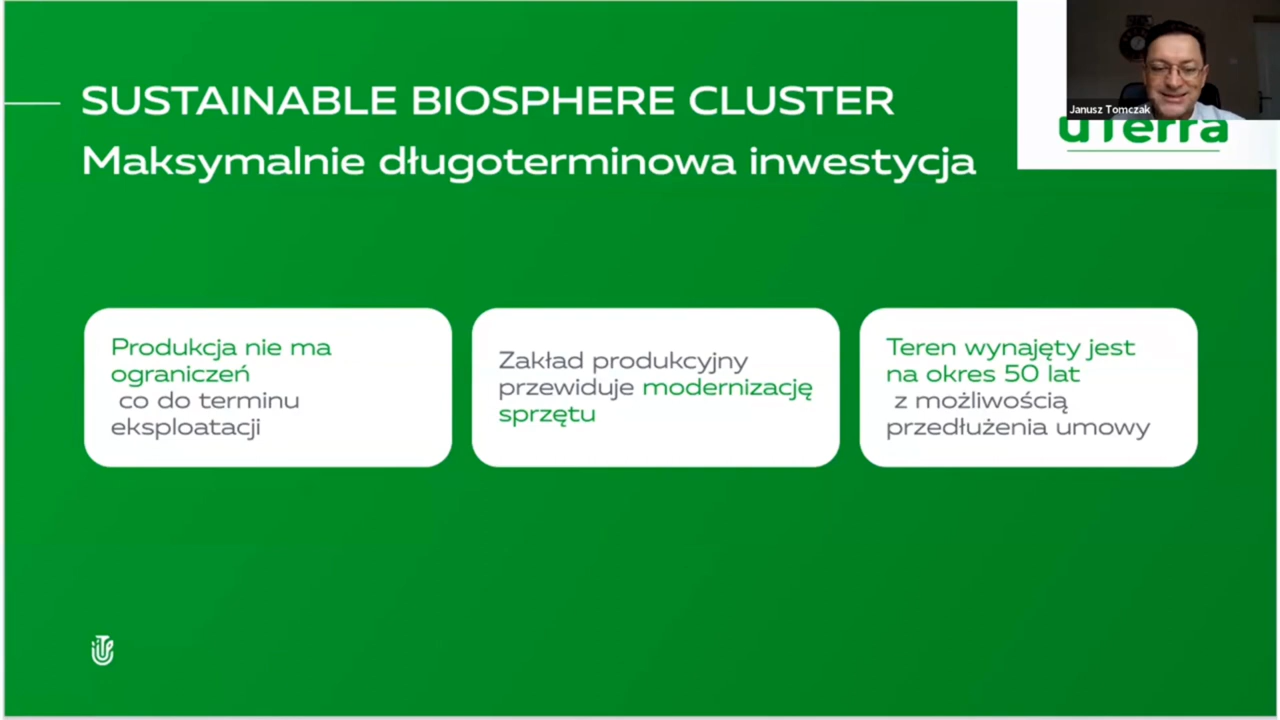 SUSTAINABLE BIOSPHERE CLUSTER
Maksymalnie długoterminowa inwestycja
Janusz Tomczak
uTerra
Produkcja nie ma
ograniczeń
co do terminu
eksploatacji
Zakład produkcyjny
przewiduje modernizację
sprzętu
Teren wynajęty jest
na okres 50 lat
z możliwością
przedłużenia umowy